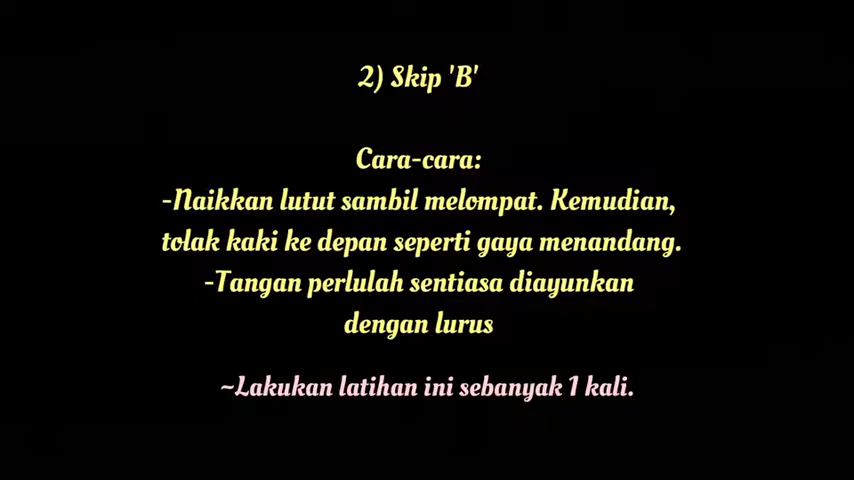 2) Skip 'B'
Cara-cara:
-Naikkan lutut sambil melompat. Kemudian,
tolak kaki ke depan seperti gaya menandang.
-Tangan perlulah sentiasa diayunkan
dengan lurus
~Lakukan latihan ini sebanyak 1 kali.